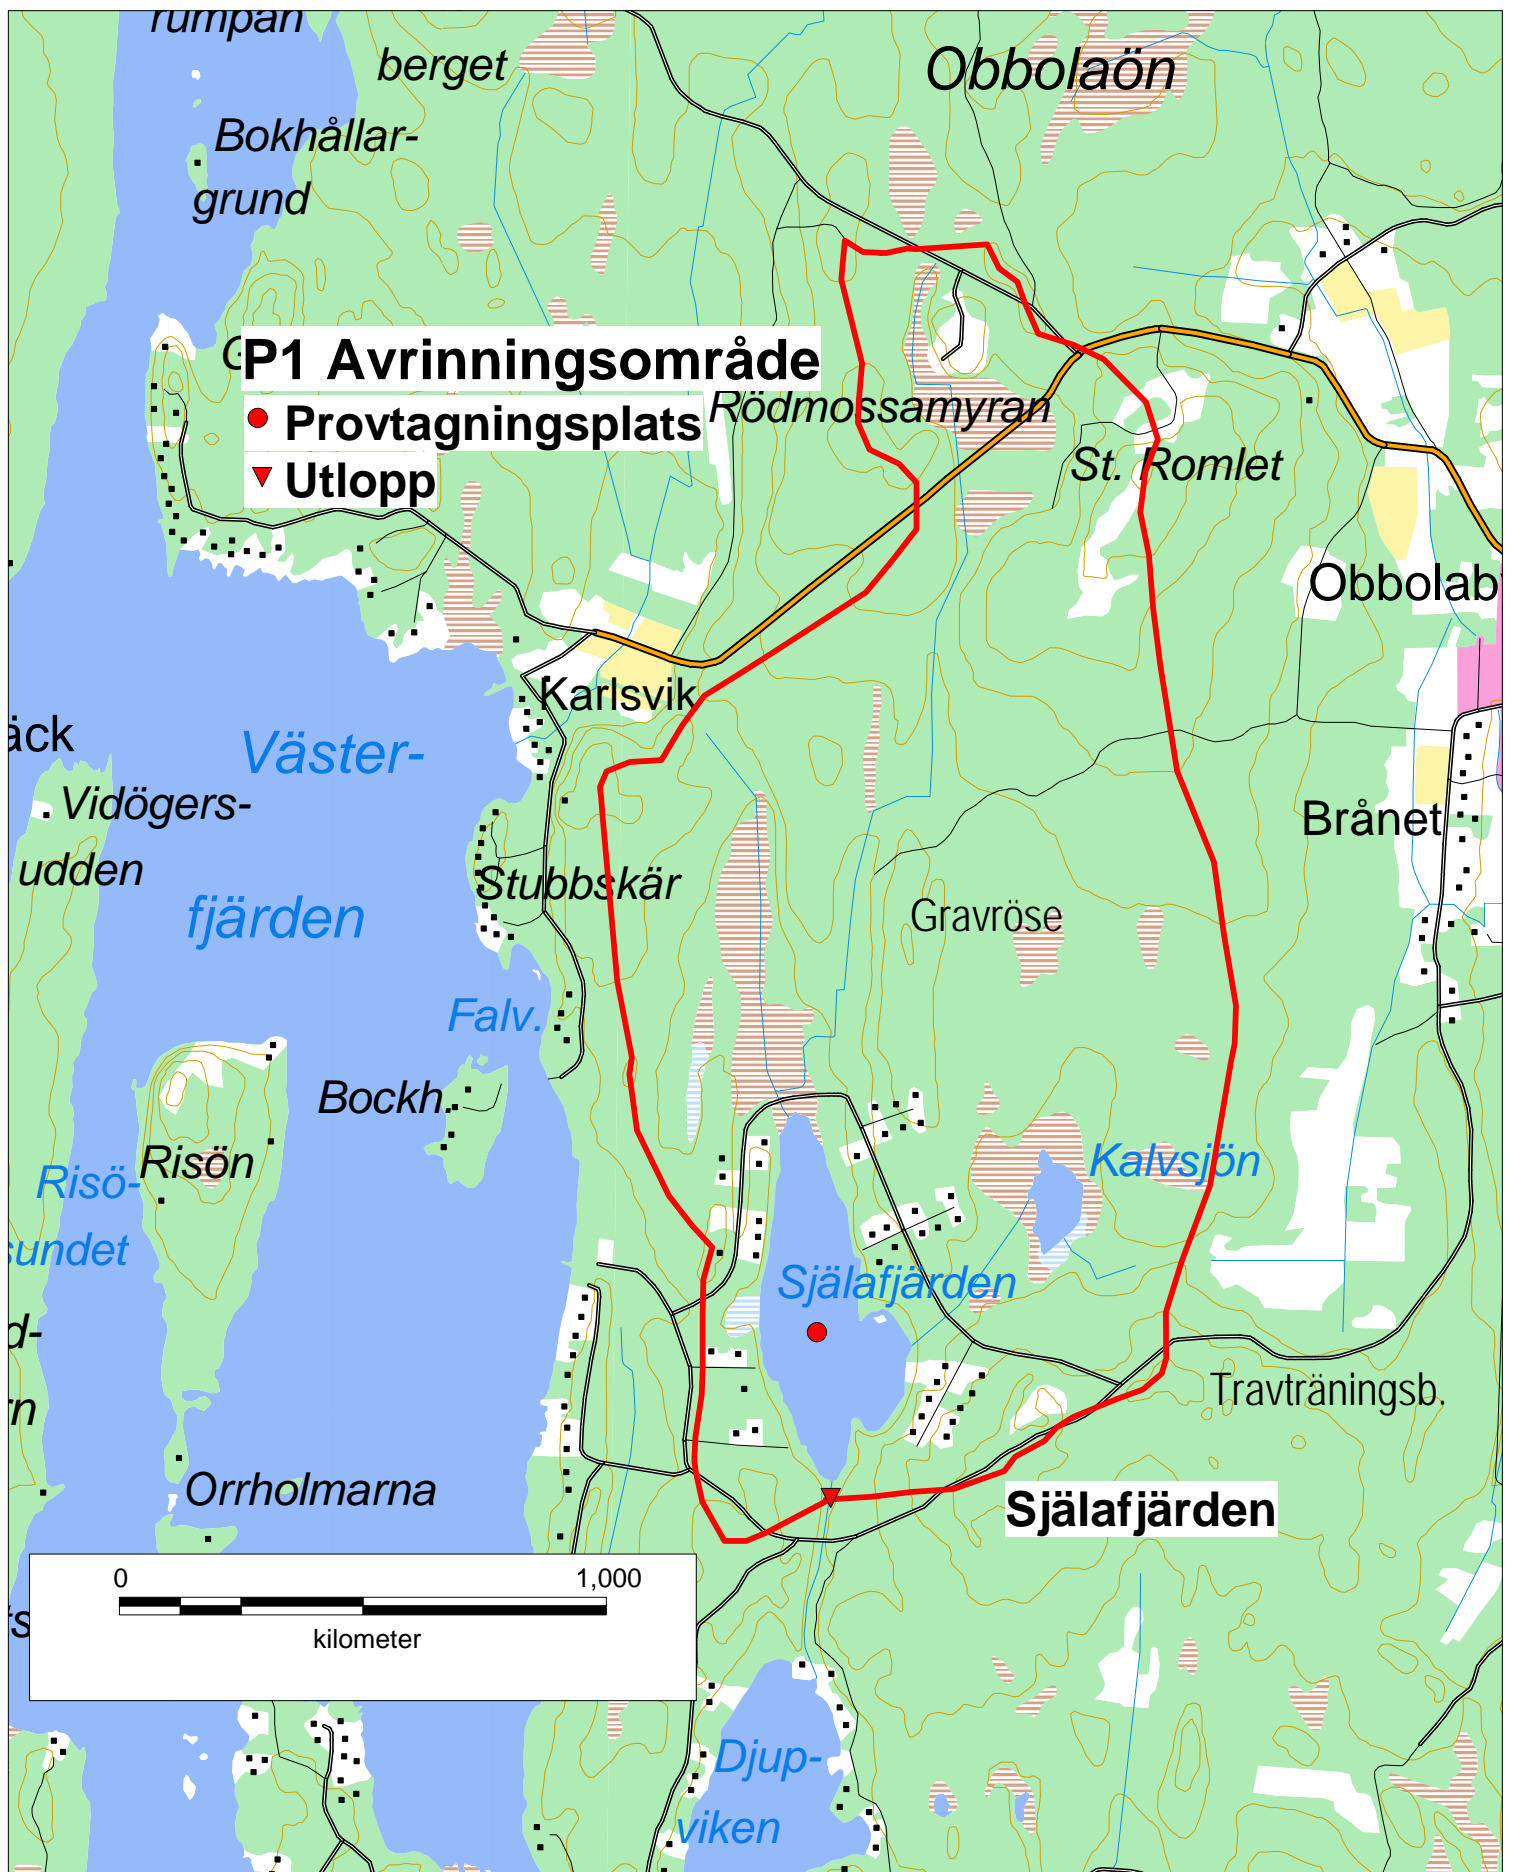 rumpan
berget
Obbolaön
Bokhållar-
grund
P1 Avrinningsområde
Provtagningsplats
Utlopp
Rödmossamyran
St. Romlet
Karlsvik
Väster-
fjärden
Vidögers-
udden
Stubbskär
Gravröse
Brånet
Falv.
Bockh.
Risön
Risö-
sundet
Kalvsjön
Själafjärden
Travträningsb.
Orrholmarna
Själafjärden
0 1,000
kilometer
Djup-
viken